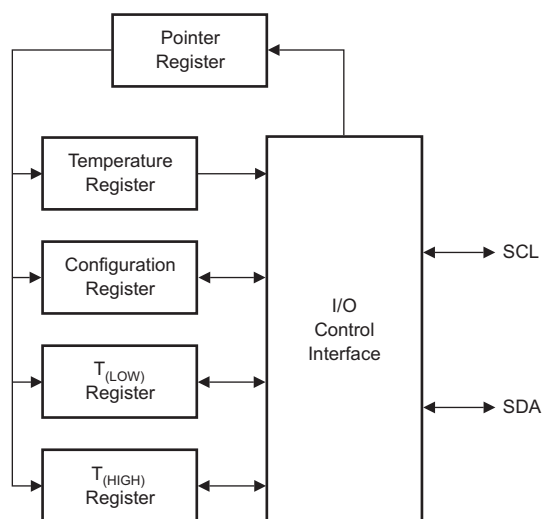 Pointer
Register
Temperature
Register
Configuration
Register
T(LOW)
Register
T(HIGH)
Register
I/O
Control
Interface
SCL
SDA